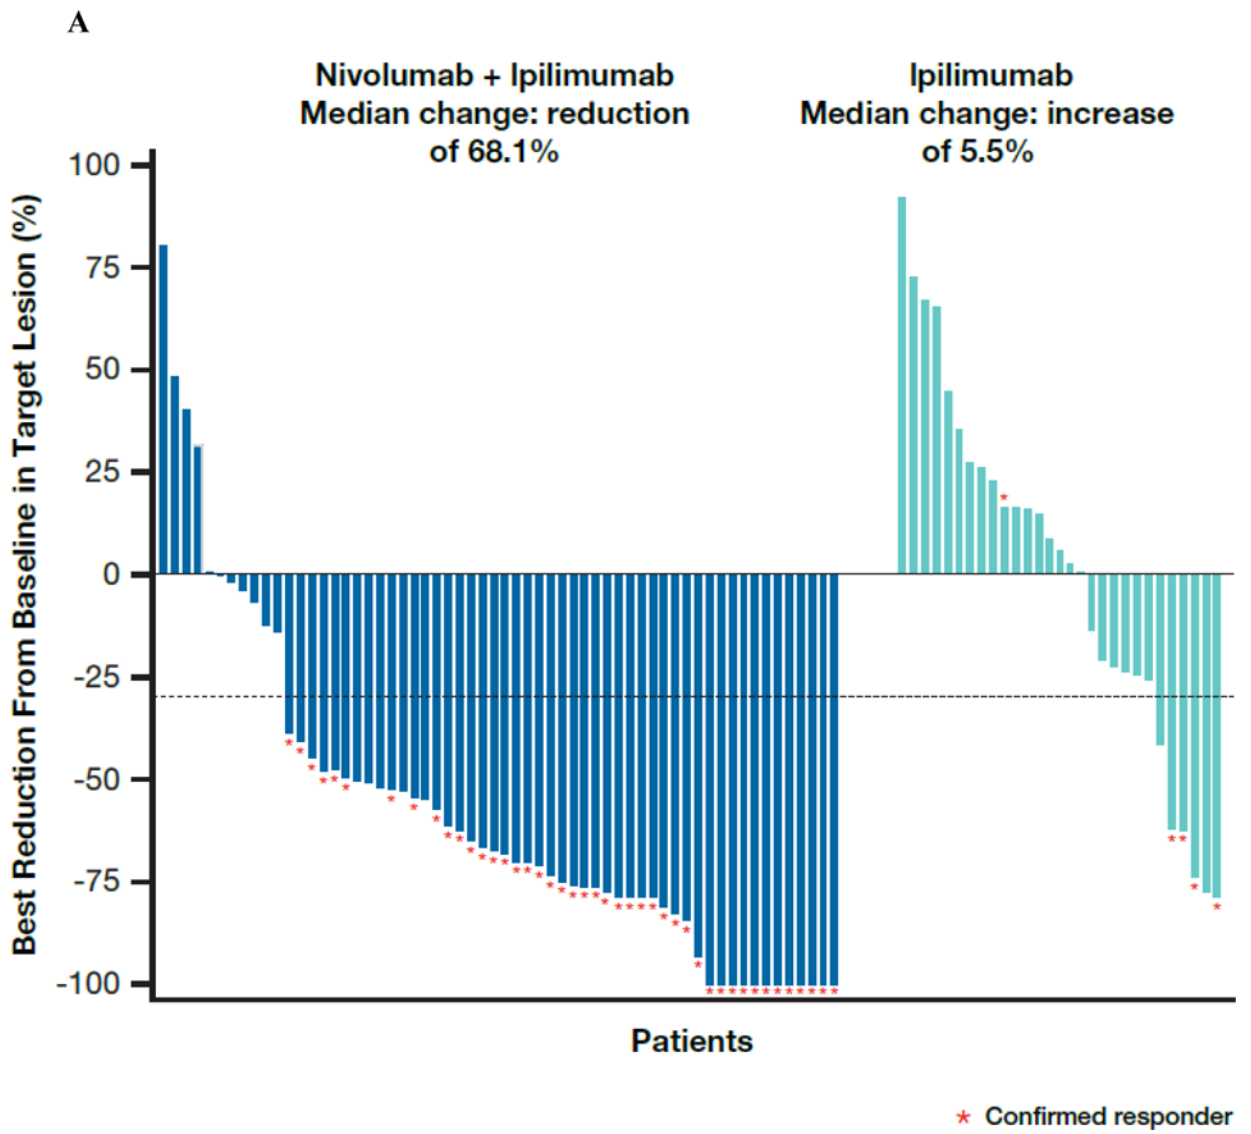 A
Nivolumab + Ipilimumab
Median change: reduction
of 68.1%
Ipilimumab
Median change: increase
of 5.5%
Best Reduction From Baseline in Target Lesion (%)
100
75
50
25
0
-25
-50
-75
-100
Patients
* Confirmed responder